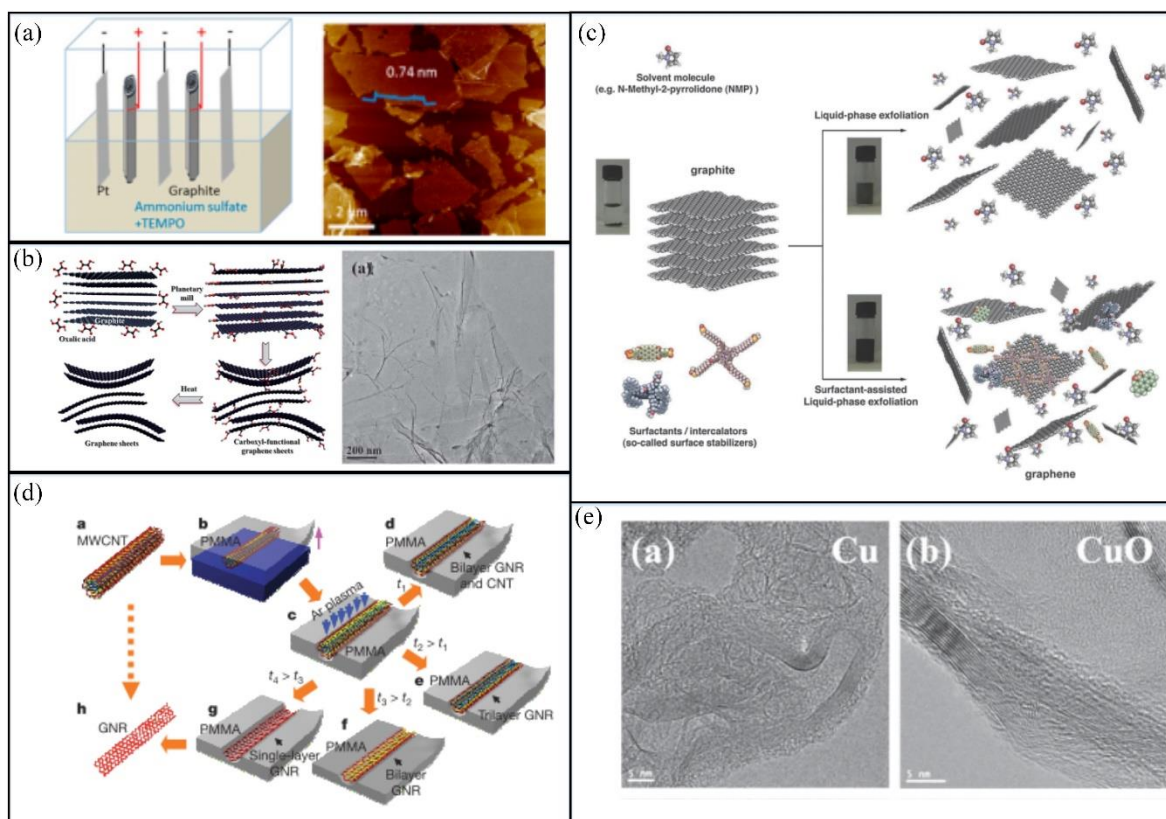 (a)
- + - + -
0.74 nm
Pt
Graphite
Ammonium sulfate
+TEMPO
2 µm
(b)
Graphite
Oxalic acid
Planetary
mill
Heat
Graphene sheets
Carboxyl-functional
graphene sheets
(a)
200 nm
(c)
Solvent molecule
(e.g. N-Methyl-2-pyrrolidone (NMP) )
Liquid-phase exfoliation
graphite
Surfactants / intercalators
(so-called surface stabilizers)
Surfactant-assisted
Liquid-phase exfoliation
graphene
(d)
a
MWCNT
b
PMMA
c
Ar plasma
PMMA
d
PMMA
Bilayer GNR
and CNT
t1
t2 > t1
e
PMMA
Trilayer GNR
t3 > t2
f
PMMA
Bilayer
GNR
t4 > t3
g
PMMA
Single-layer
GNR
h
GNR
(e)
(a)
Cu
5 nm
(b)
CuO
5 nm